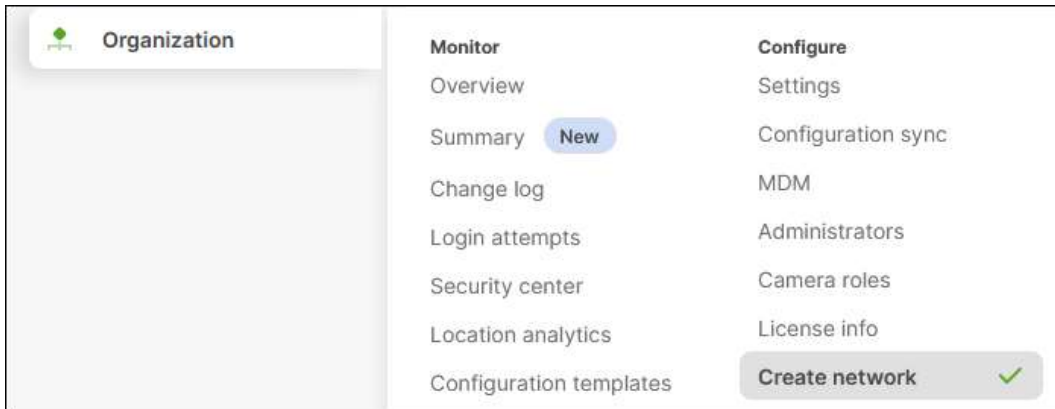 Organization
Monitor
Overview
Summary New
Change log
Login attempts
Security center
Location analytics
Configuration templates
Configure
Settings
Configuration sync
MDM
Administrators
Camera roles
License info
Create network